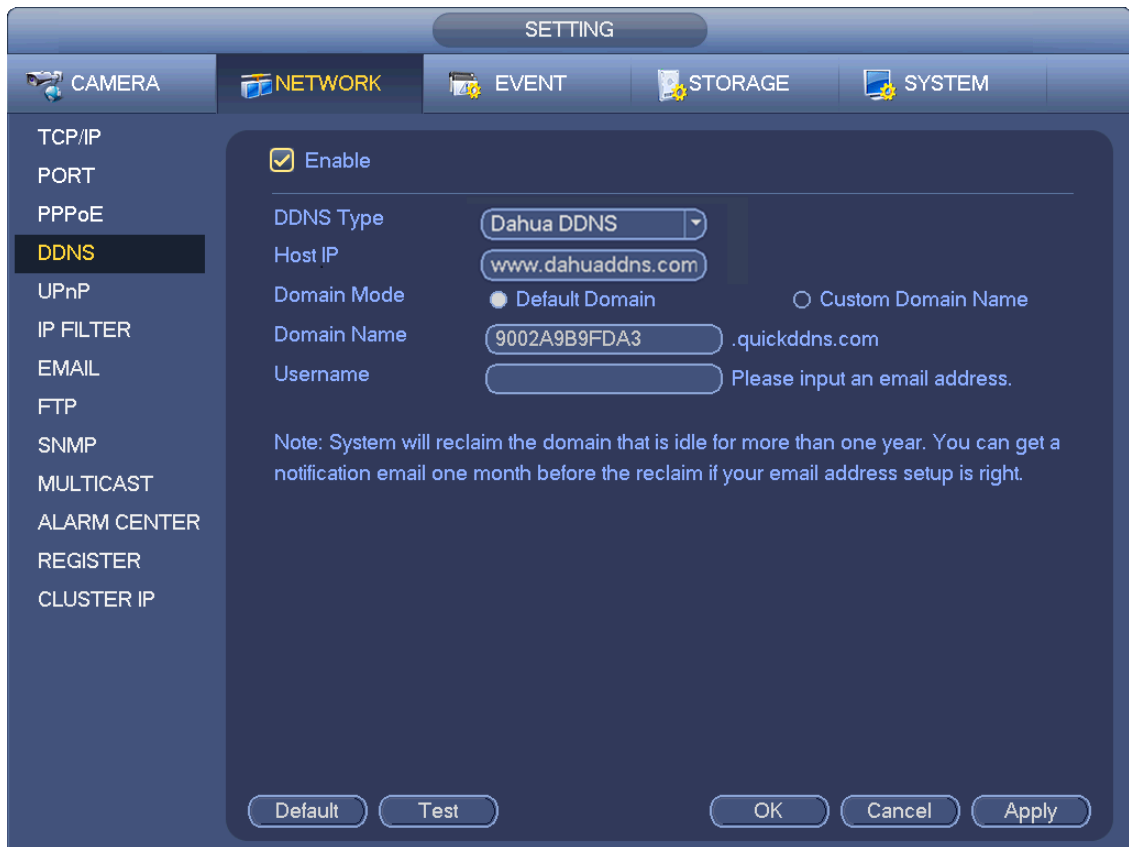 SETTING
CAMERA NETWORK EVENT STORAGE SYSTEM
TCP/IP
PORT
PPPoE
DDNS
UPnP
IP FILTER
EMAIL
FTP
SNMP
MULTICAST
ALARM CENTER
REGISTER
CLUSTER IP
Enable
DDNS Type Dahua DDNS
Host IP www.dahuaddns.com
Domain Mode Default Domain Custom Domain Name
Domain Name 9002A9B9FDA3 .quickddns.com
Username Please input an email address.
Note: System will reclaim the domain that is idle for more than one year. You can get a
notification email one month before the reclaim if your email address setup is right.
Default Test OK Cancel Apply